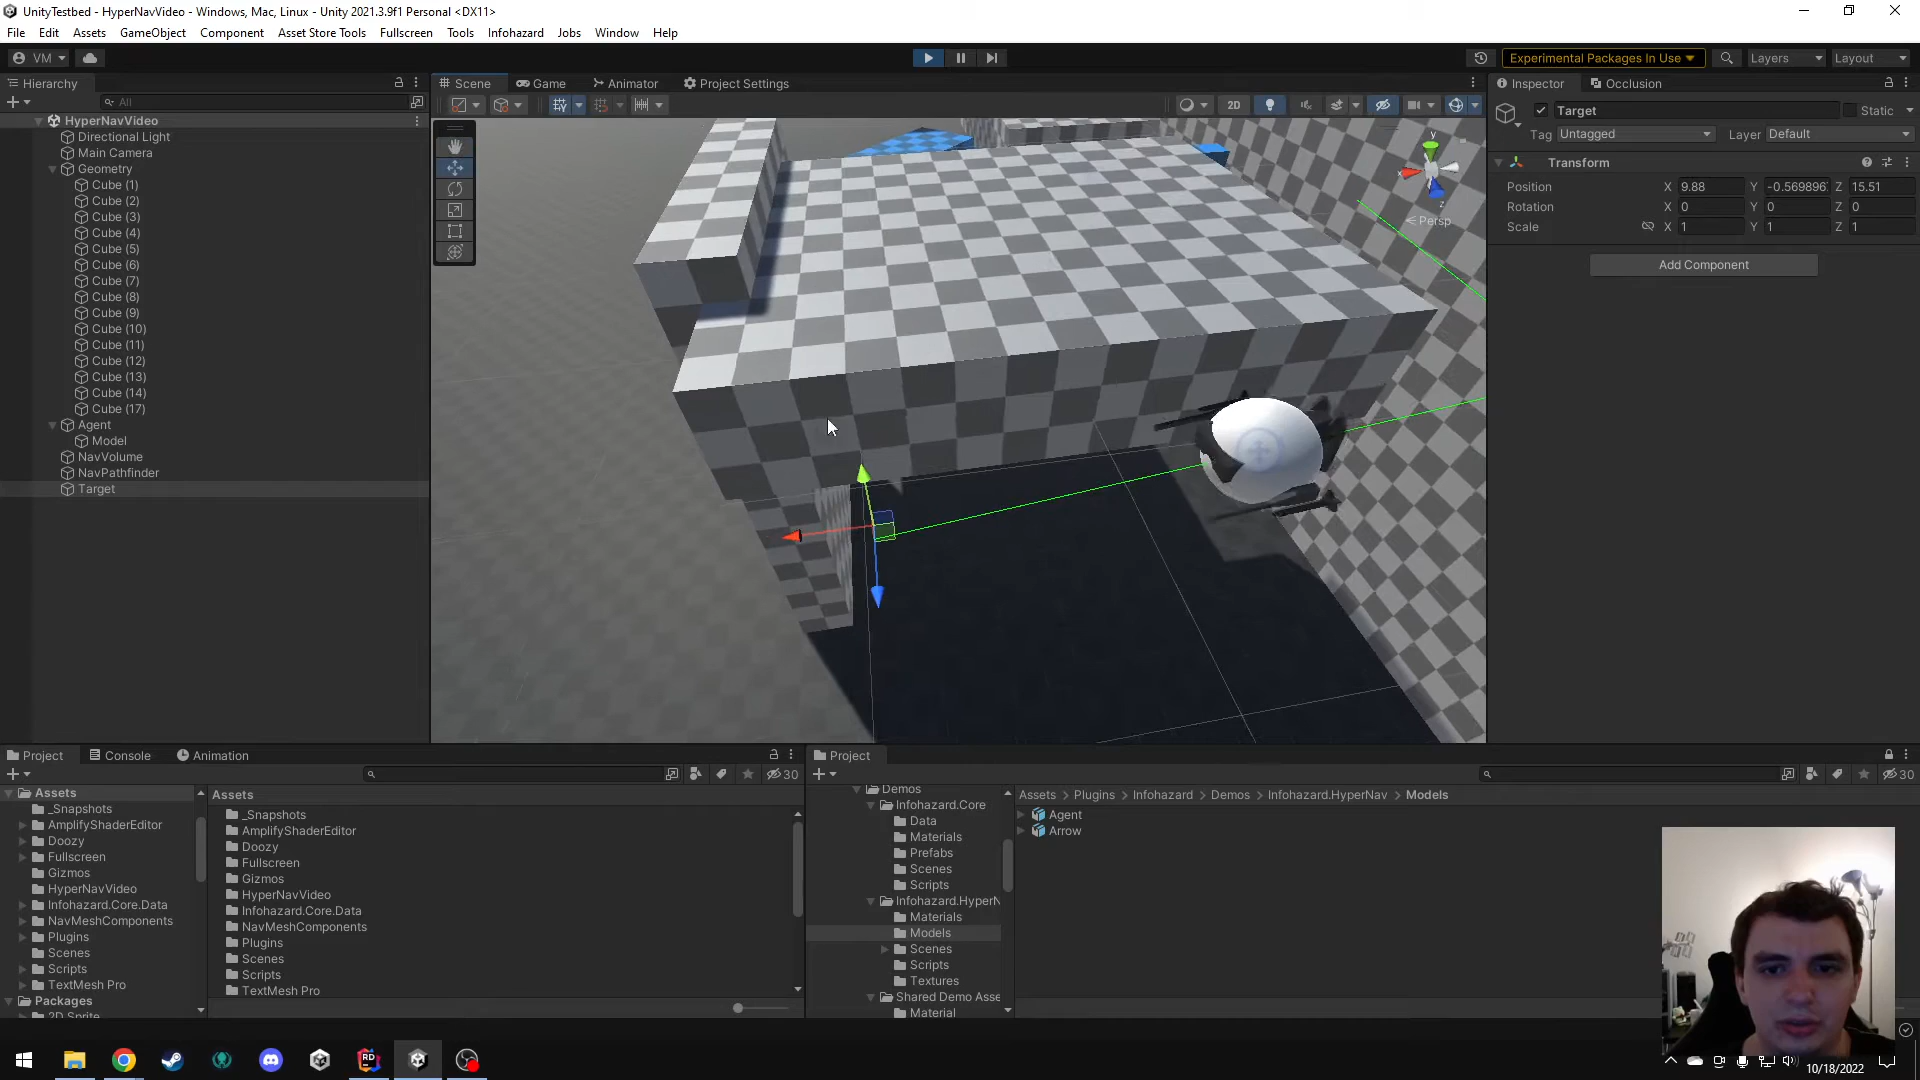 UnityTestbed - HyperNavVideo - Windows, Mac, Linux - Unity 2021.3.9f1 Personal <DX11>
File Edit Assets GameObject Component Asset Store Tools Fullscreen Tools Infohazard Jobs Window Help
VM
Experimental Packages In Use
Layers
Layout
Hierarchy
All
HyperNavVideo
Directional Light
Main Camera
Geometry
Cube (1)
Cube (2)
Cube (3)
Cube (4)
Cube (5)
Cube (6)
Cube (7)
Cube (8)
Cube (9)
Cube (10)
Cube (11)
Cube (12)
Cube (13)
Cube (14)
Cube (17)
Agent
Model
NavVolume
NavPathfinder
Target
Scene Game Animator Project Settings
2D
y
x
z
Persp
Inspector Occlusion
Target Static
Tag Untagged Layer Default
Transform
Position X 9.88 Y -0.569896 Z 15.51
Rotation X 0 Y 0 Z 0
Scale X 1 Y 1 Z 1
Add Component
Project Console Animation
30
Assets
_Snapshots
AmplifyShaderEditor
Doozy
Fullscreen
Gizmos
HyperNavVideo
Infohazard.Core.Data
NavMeshComponents
Plugins
Scenes
Scripts
TextMesh Pro
Packages
2D Sprite
Assets
_Snapshots
AmplifyShaderEditor
Doozy
Fullscreen
Gizmos
HyperNavVideo
Infohazard.Core.Data
NavMeshComponents
Plugins
Scenes
Scripts
TextMesh Pro
Project
30
Demos
Infohazard.Core
Data
Materials
Prefabs
Scenes
Scripts
Infohazard.HyperN
Materials
Models
Scenes
Scripts
Textures
Shared Demo Asse
Material
Assets > Plugins > Infohazard > Demos > Infohazard.HyperNav > Models
Agent
Arrow
RD
10/18/2022